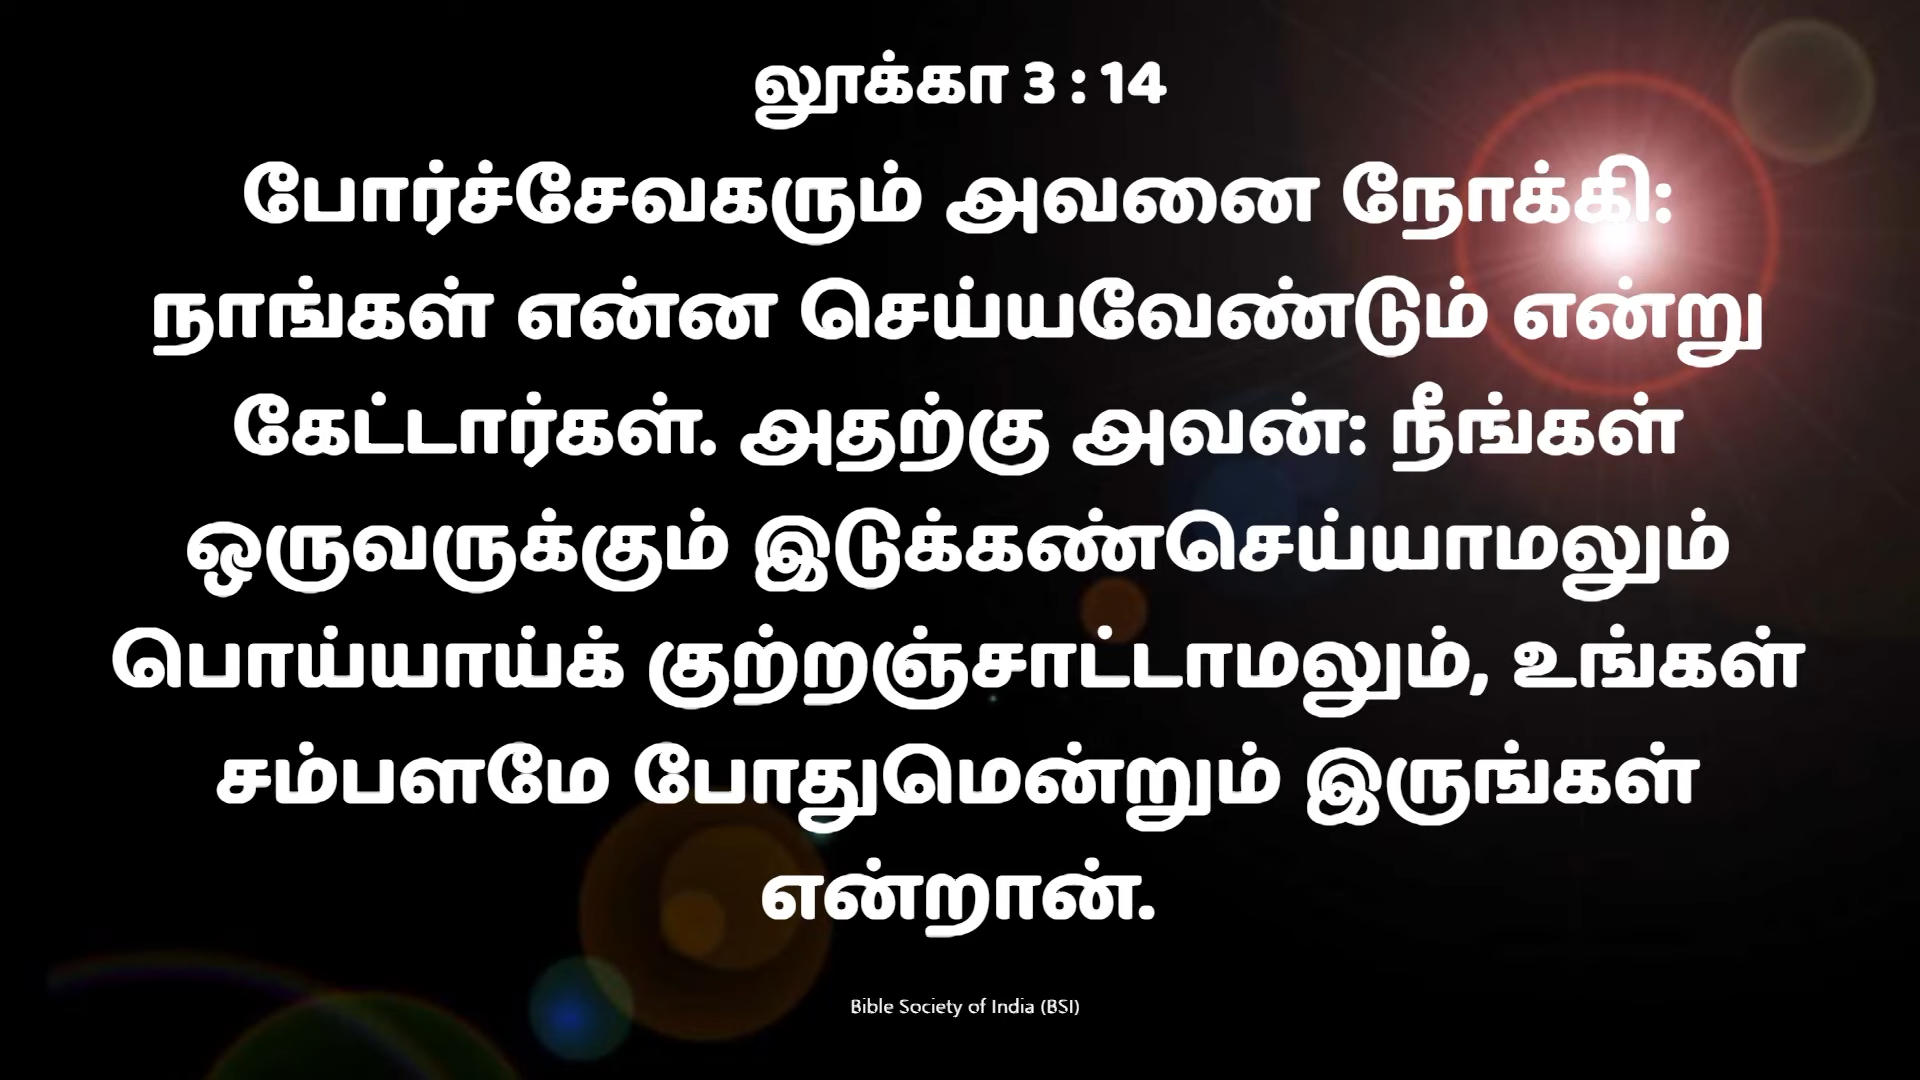 லூக்கா 3 : 14
போர்ச்சேவகரும் அவனை நோக்கி:
நாங்கள் என்ன செய்யவேண்டும் என்று
கேட்டார்கள். அதற்கு அவன்: நீங்கள்
ஒருவருக்கும் இடுக்கண்செய்யாமலும்
பொய்யாய்க் குற்றஞ்சாட்டாமலும், உங்கள்
சம்பளமே போதுமென்றும் இருங்கள்
என்றான்.
Bible Society of India (BSI)